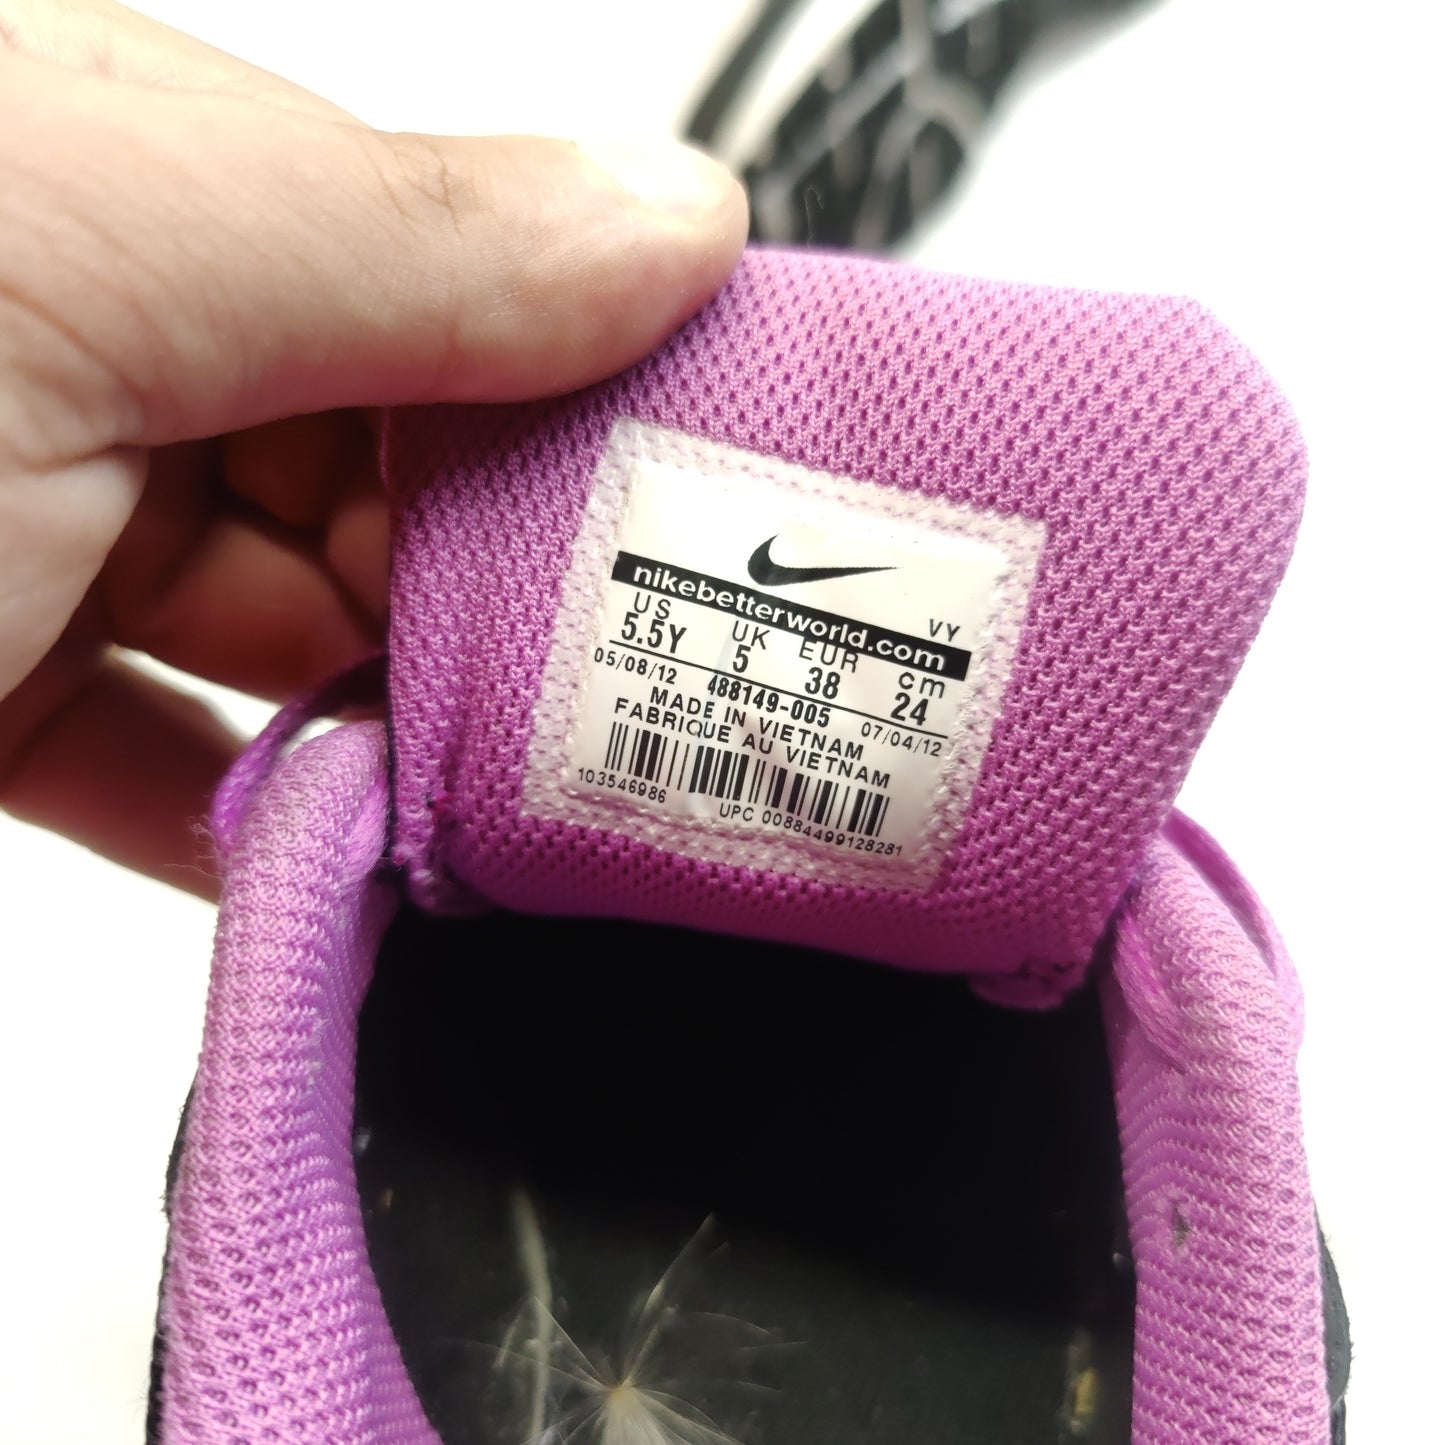 nikebetterworld.com
VY
US UK EUR cm
5.5Y 5 38 24
05/08/12 488149-005 07/04/12
MADE IN VIETNAM
FABRIQUE AU VIETNAM
103546986
UPC 00884499128281